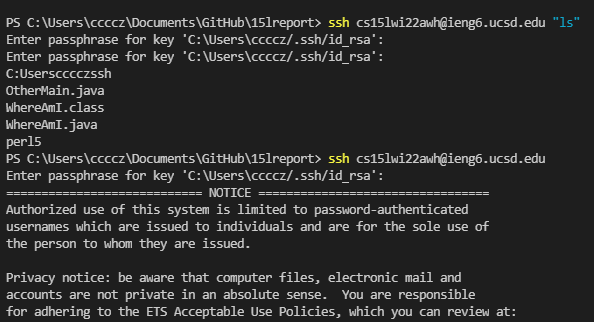 PS C:\Users\ccccz\Documents\GitHub\15lreport> ssh cs15lwi22awh@ieng6.ucsd.edu "ls"
Enter passphrase for key 'C:\Users\ccccz/.ssh/id_rsa':
Enter passphrase for key 'C:\Users\ccccz/.ssh/id_rsa':
C:Userscccczssh
OtherMain.java
WhereAmI.class
WhereAmI.java
perl5
PS C:\Users\ccccz\Documents\GitHub\15lreport> ssh cs15lwi22awh@ieng6.ucsd.edu
Enter passphrase for key 'C:\Users\ccccz/.ssh/id_rsa':
============================ NOTICE =================================
Authorized use of this system is limited to password-authenticated
usernames which are issued to individuals and are for the sole use of
the person to whom they are issued.
Privacy notice: be aware that computer files, electronic mail and
accounts are not private in an absolute sense.  You are responsible
for adhering to the ETS Acceptable Use Policies, which you can review at: